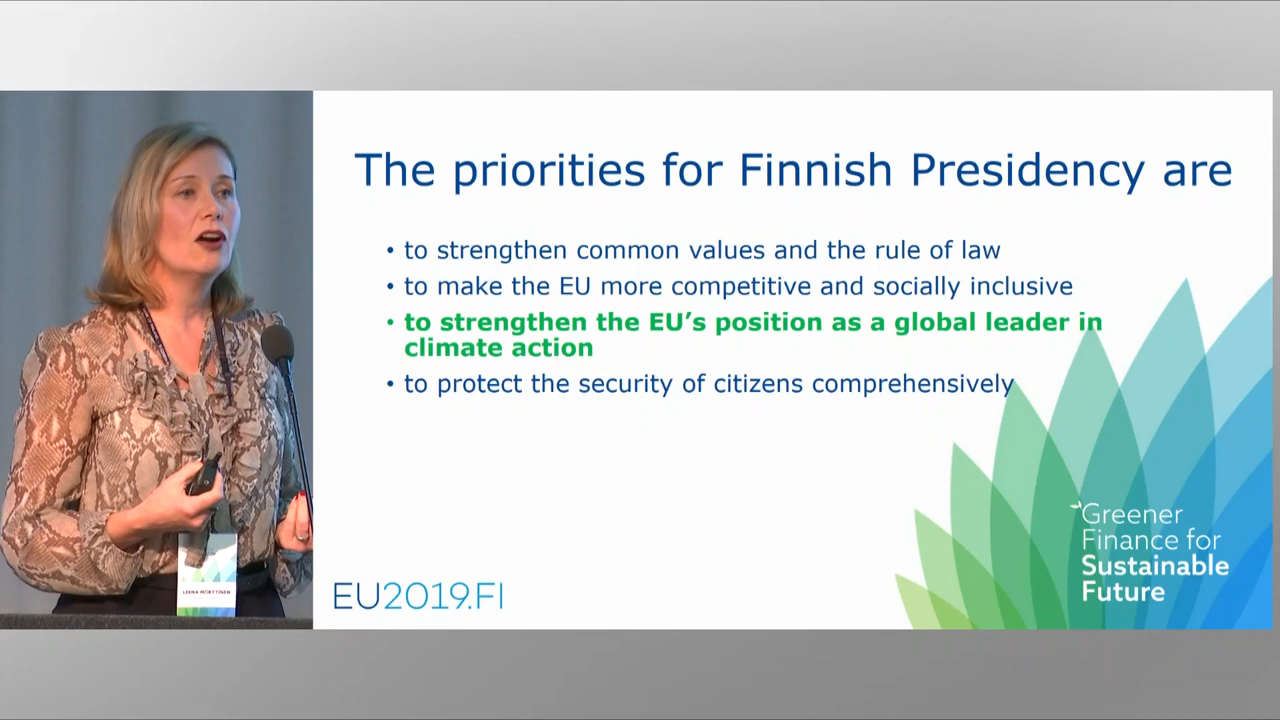 The priorities for Finnish Presidency are
• to strengthen common values and the rule of law
• to make the EU more competitive and socially inclusive
• to strengthen the EU's position as a global leader in
climate action
• to protect the security of citizens comprehensively
Greener
Finance for
Sustainable
Future
EU2019.FI
LEENA MÖRTTINEN